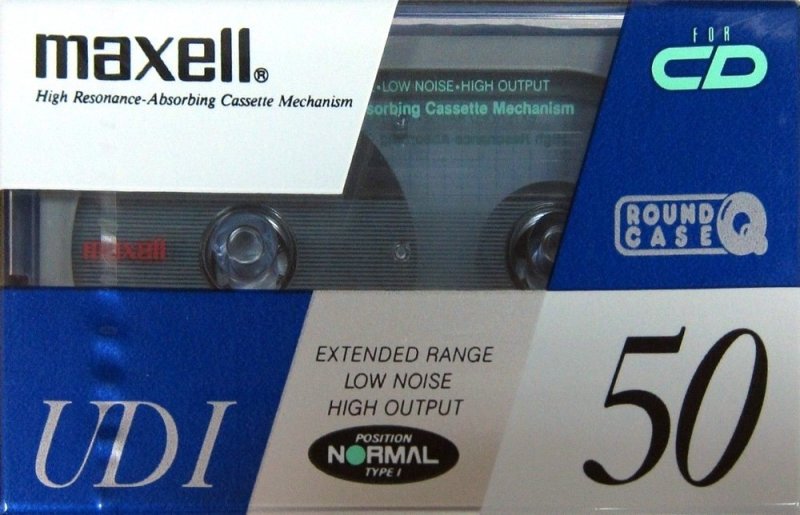 maxell®
High Resonance-Absorbing Cassette Mechanism
•LOW NOISE•HIGH OUTPUT
sorbing Cassette Mechanism
maxell
FOR
CD
ROUND
CASE Q
EXTENDED RANGE
LOW NOISE
HIGH OUTPUT
POSITION
NORMAL
TYPE I
UDI
50